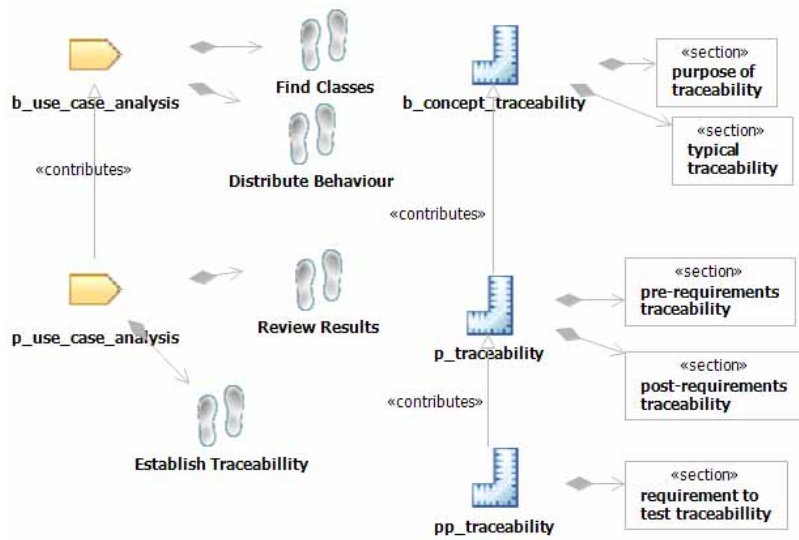 b_use_case_analysis
Find Classes
Distribute Behaviour
«contributes»
p_use_case_analysis
Review Results
Establish Traceabillity
b_concept_traceability
«section»
purpose of
traceability
«section»
typical
traceability
«contributes»
p_traceability
«section»
pre-requirements
traceability
«section»
post-requirements
traceability
«contributes»
pp_traceability
«section»
requirement to
test traceabillity